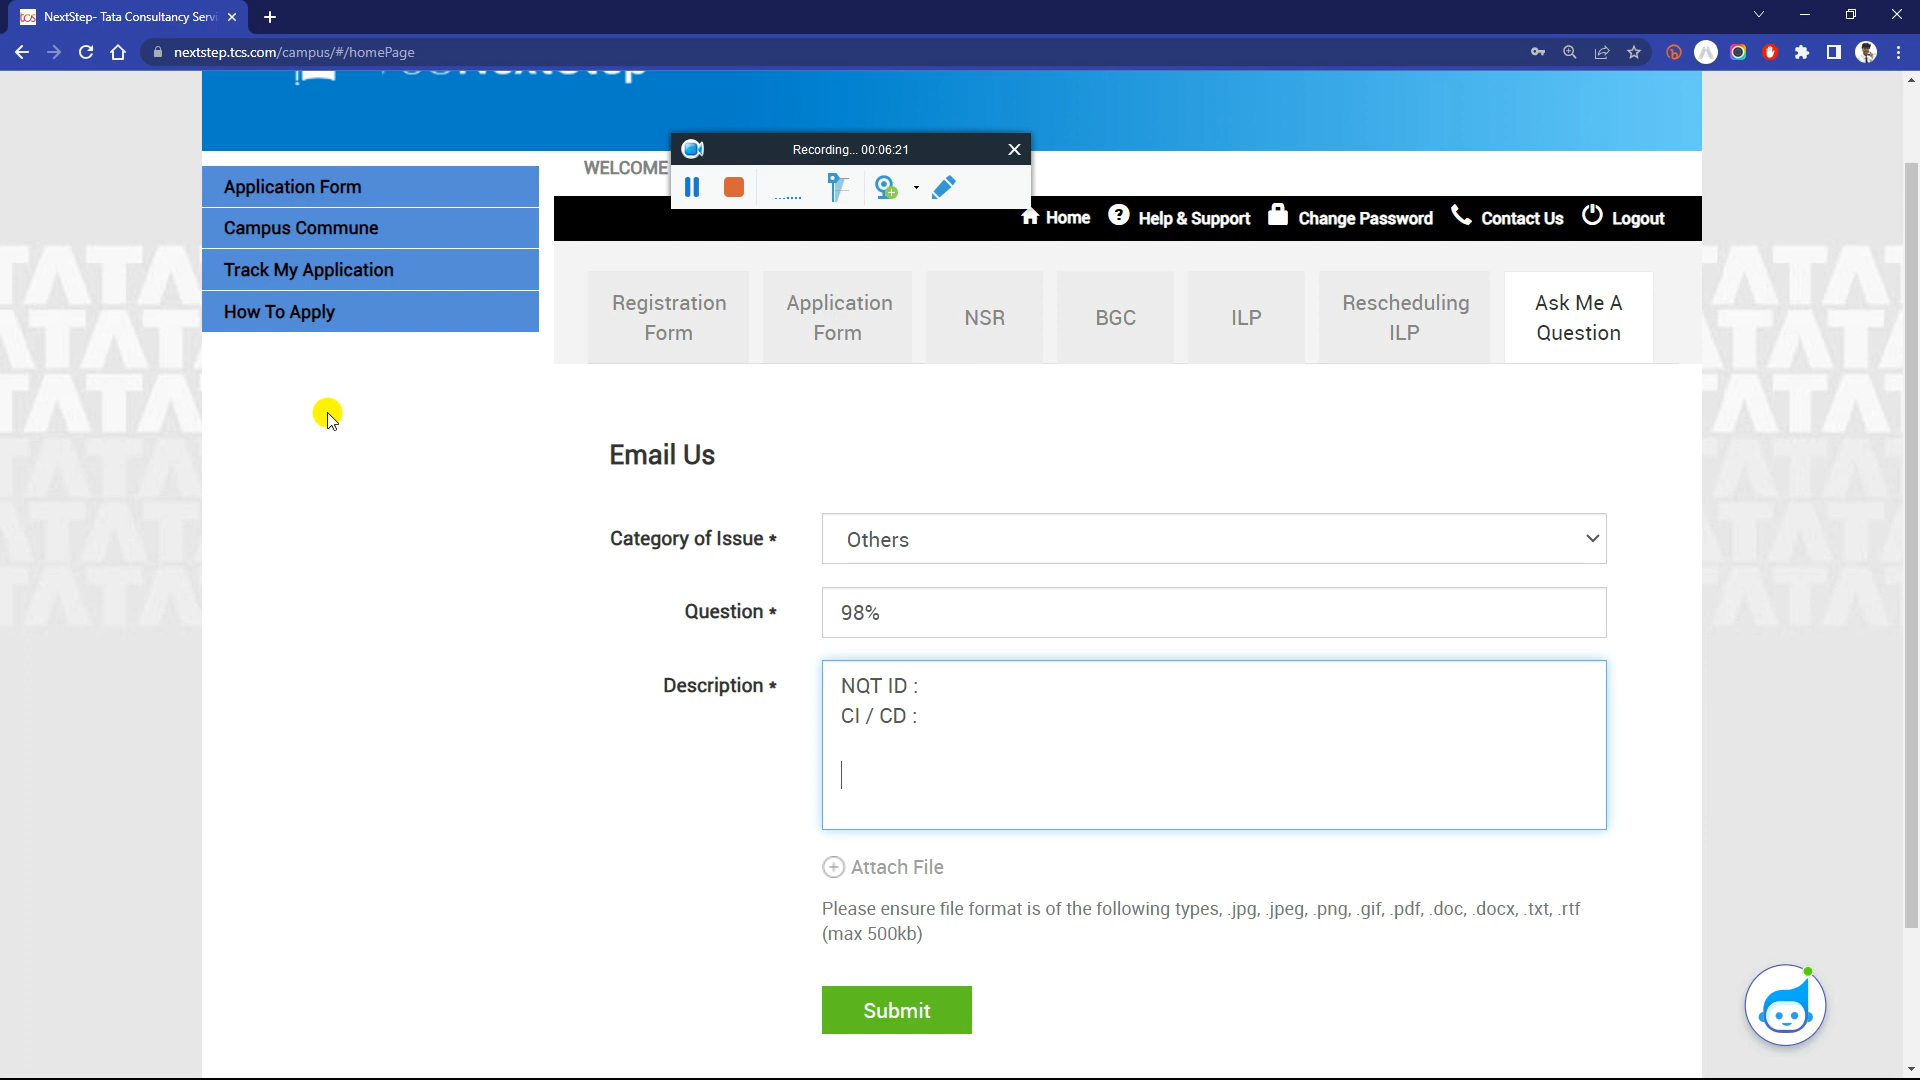 tcs NextStep- Tata Consultancy Servi
nextstep.tcs.com/campus/#/homePage
Recording... 00:06:21
WELCOME
Application Form
Campus Commune
Track My Application
How To Apply
Home
Help & Support
Change Password
Contact Us
Logout
Registration
Form
Application
Form
NSR
BGC
ILP
Rescheduling
ILP
Ask Me A
Question
Email Us
Category of Issue *
Others
Question *
98%
Description *
NQT ID :
CI / CD :
Attach File
Please ensure file format is of the following types, .jpg, .jpeg, .png, .gif, .pdf, .doc, .docx, .txt, .rtf
(max 500kb)
Submit
TATA
TATA